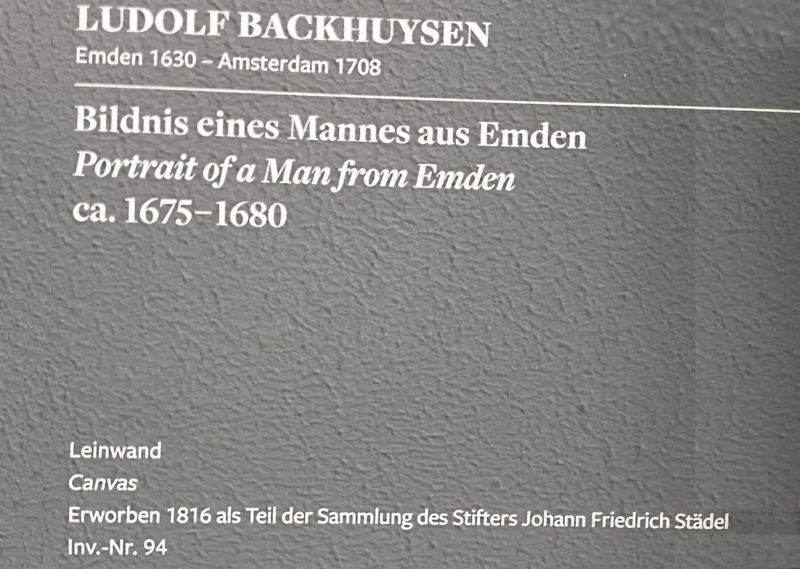 LUDOLF BACKHUYSEN
Emden 1630 – Amsterdam 1708
Bildnis eines Mannes aus Emden
Portrait of a Man from Emden
ca. 1675–1680
Leinwand
Canvas
Erworben 1816 als Teil der Sammlung des Stifters Johann Friedrich Städel
Inv.-Nr. 94